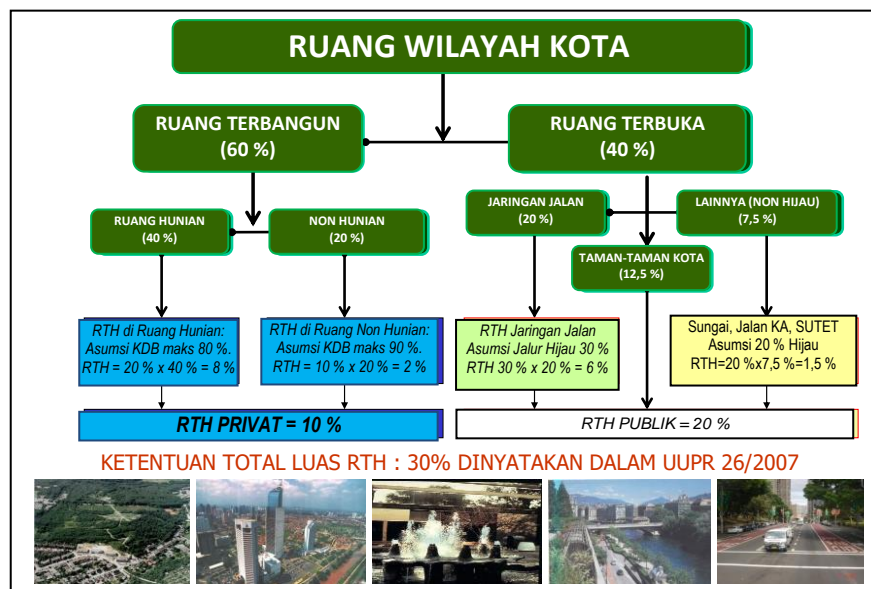 RUANG WILAYAH KOTA
RUANG TERBANGUN
(60 %)
RUANG TERBUKA
(40 %)
RUANG HUNIAN
(40 %)
NON HUNIAN
(20 %)
JARINGAN JALAN
(20 %)
LAINNYA (NON HIJAU)
(7,5 %)
TAMAN-TAMAN KOTA
(12,5 %)
RTH di Ruang Hunian:
Asumsi KDB maks 80 %.
RTH = 20 % x 40 % = 8 %
RTH di Ruang Non Hunian:
Asumsi KDB maks 90 %.
RTH = 10 % x 20 % = 2 %
RTH Jaringan Jalan
Asumsi Jalur Hijau 30 %
RTH 30 % x 20 % = 6 %
Sungai, Jalan KA, SUTET
Asumsi 20 % Hijau
RTH=20 %x7,5 %=1,5 %
RTH PRIVAT = 10 %
RTH PUBLIK = 20 %
KETENTUAN TOTAL LUAS RTH : 30% DINYATAKAN DALAM UUPR 26/2007